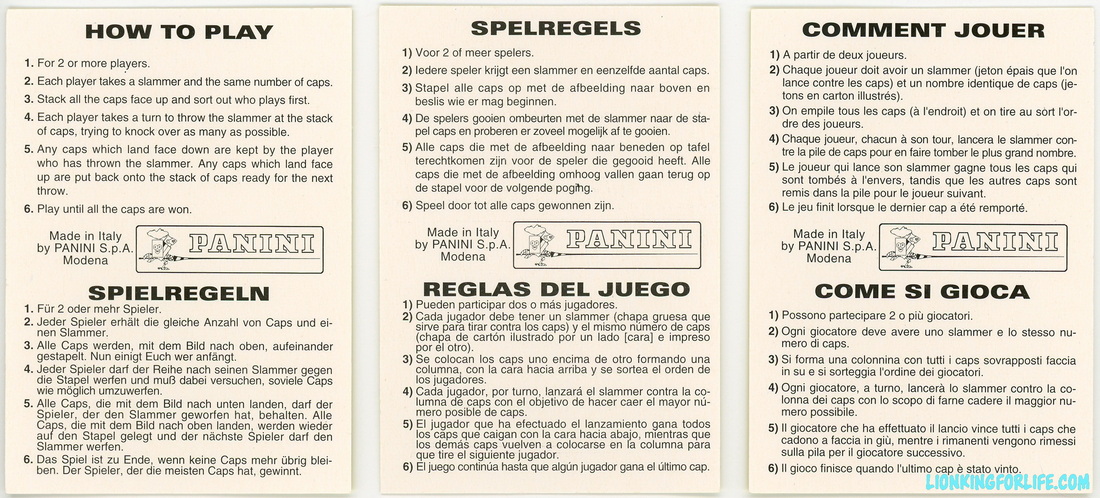 HOW TO PLAY
1. For 2 or more players.
2. Each player takes a slammer and the same number of caps.
3. Stack all the caps face up and sort out who plays first.
4. Each player takes a turn to throw the slammer at the stack
of caps, trying to knock over as many as possible.
5. Any caps which land face down are kept by the player
who has thrown the slammer. Any caps which land face
up are put back onto the stack of caps ready for the next
throw.
6. Play until all the caps are won.
Made in Italy
by PANINI S.p.A.
Modena
PANINI
SPIELREGELN
1. Für 2 oder mehr Spieler.
2. Jeder Spieler erhält die gleiche Anzahl von Caps und ei-
nen Slammer.
3. Alle Caps werden, mit dem Bild nach oben, aufeinander
gestapelt. Nun einigt Euch wer anfängt.
4. Jeder Spieler darf der Reihe nach seinen Slammer gegen
die Stapel werfen und muß dabei versuchen, soviele Caps
wie möglich umzuwerfen.
5. Alle Caps, die mit dem Bild nach unten landen, darf der
Spieler, der den Slammer geworfen hat, behalten. Alle
Caps, die mit dem Bild nach oben landen, werden wieder
auf den Stapel gelegt und der nächste Spieler darf den
Slammer werfen.
6. Das Spiel ist zu Ende, wenn keine Caps mehr übrig blei-
ben. Der Spieler, der die meisten Caps hat, gewinnt.
SPELREGELS
1) Voor 2 of meer spelers.
2) Iedere speler krijgt een slammer en eenzelfde aantal caps.
3) Stapel alle caps op met de afbeelding naar boven en
beslis wie er mag beginnen.
4) De spelers gooien ombeurten met de slammer naar de sta-
pel caps en proberen er zoveel mogelijk af te gooien.
5) Alle caps die met de afbeelding naar beneden op tafel
terechtkomen zijn voor de speler die gegooid heeft. Alle
caps die met de afbeelding omhoog vallen gaan terug op
de stapel voor de volgende poging.
6) Speel door tot alle caps gewonnen zijn.
Made in Italy
by PANINI S.p.A.
Modena
PANINI
REGLAS DEL JUEGO
1) Pueden participar dos o más jugadores.
2) Cada jugador debe tener un slammer (chapa gruesa que
sirve para tirar contra los caps) y el mismo número de caps
(chapa de cartón ilustrado por un lado [cara] e impreso
por el otro).
3) Se colocan los caps uno encima de otro formando una
columna, con la cara hacia arriba y se sortea el orden de
los jugadores.
4) Cada jugador, por turno, lanzará el slammer contra la co-
lumna de caps con el objetivo de hacer caer el mayor nú-
mero posible de caps.
5) El jugador que ha efectuado el lanzamiento gana todos
los caps que caigan con la cara hacia abajo, mientras que
los demás caps vuelven a colocarse en la columna para
que tire el siguiente jugador.
6) El juego continúa hasta que algún jugador gana el último cap.
COMMENT JOUER
1) A partir de deux joueurs.
2) Chaque joueur doit avoir un slammer (jeton épais que l'on
lance contre les caps) et un nombre identique de caps (je-
tons en carton illustrés).
3) On empile tous les caps (à l'endroit) et on tire au sort l'or-
dre des joueurs.
4) Chaque joueur, chacun à son tour, lancera le slammer con-
tre la pile de caps pour en faire tomber le plus grand nombre.
5) Le joueur qui lance son slammer gagne tous les caps qui
sont tombés à l'envers, tandis que les autres caps sont
remis dans la pile pour le joueur suivant.
6) Le jeu finit lorsque le dernier cap a été remporté.
Made in Italy
by PANINI S.p.A.
Modena
PANINI
COME SI GIOCA
1) Possono partecipare 2 o più giocatori.
2) Ogni giocatore deve avere uno slammer e lo stesso nu-
mero di caps.
3) Si forma una colonnina con tutti i caps sovrapposti faccia
in su e si sorteggia l'ordine dei giocatori.
4) Ogni giocatore, a turno, lancerà lo slammer contro la co-
lonna dei caps con lo scopo di farne cadere il maggior nu-
mero possibile.
5) Il giocatore che ha effettuato il lancio vince tutti i caps che
cadono a faccia in giù, mentre i rimanenti vengono rimessi
sulla pila per il giocatore successivo.
6) Il gioco finisce quando l'ultimo cap è stato vinto.
LIONKINGFORLIFE.COM